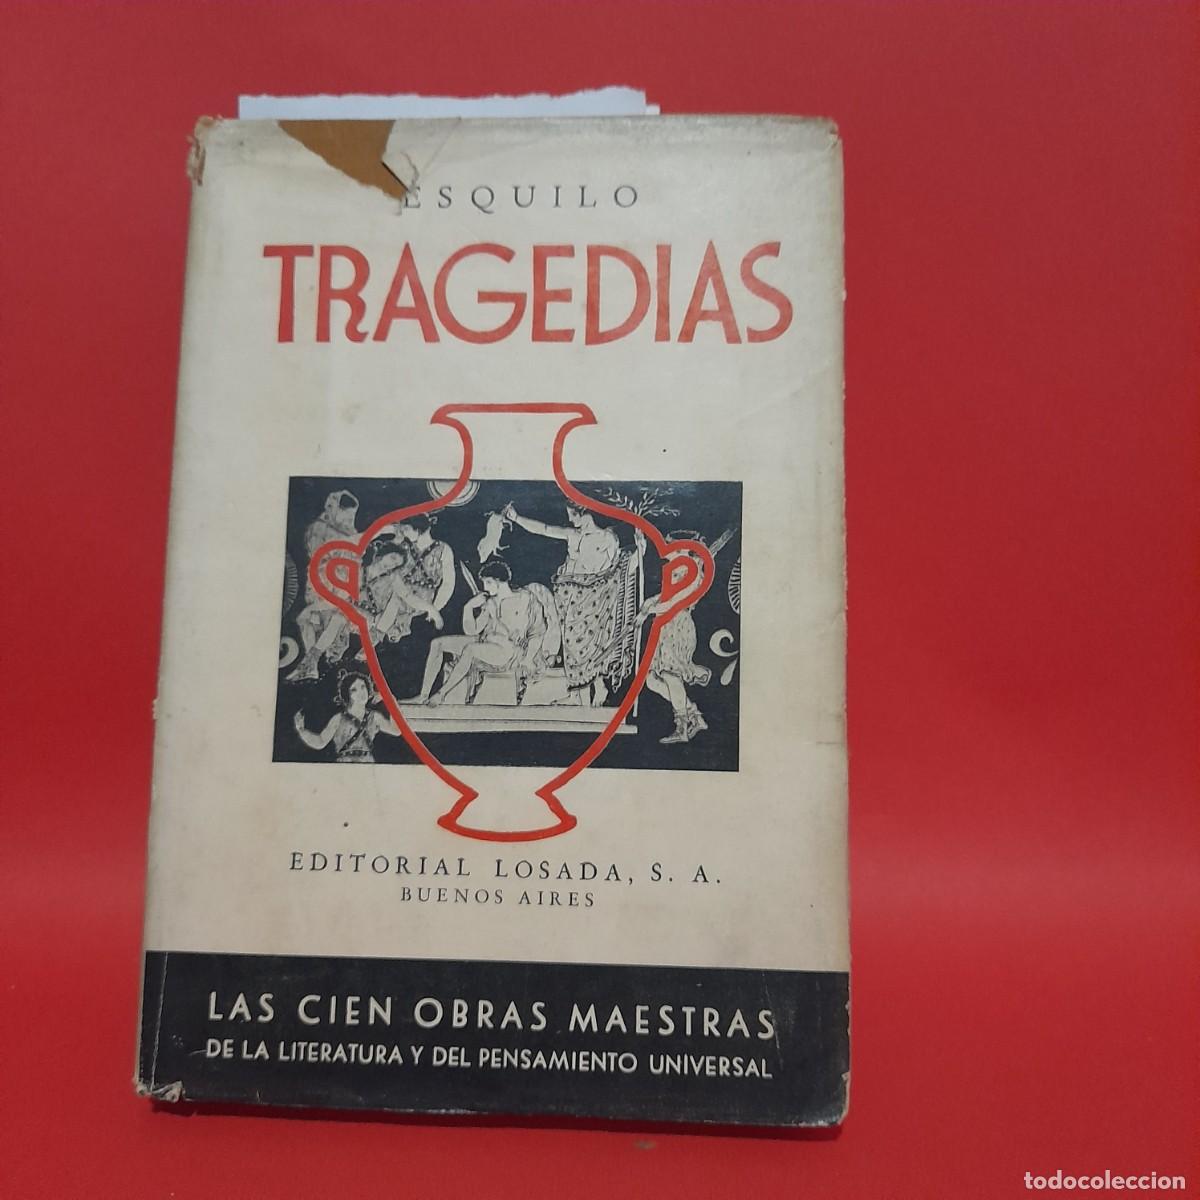 ESQUILO
TRAGEDIAS
EDITORIAL LOSADA, S. A.
BUENOS AIRES
LAS CIEN OBRAS MAESTRAS
DE LA LITERATURA Y DEL PENSAMIENTO UNIVERSAL
todocoleccion